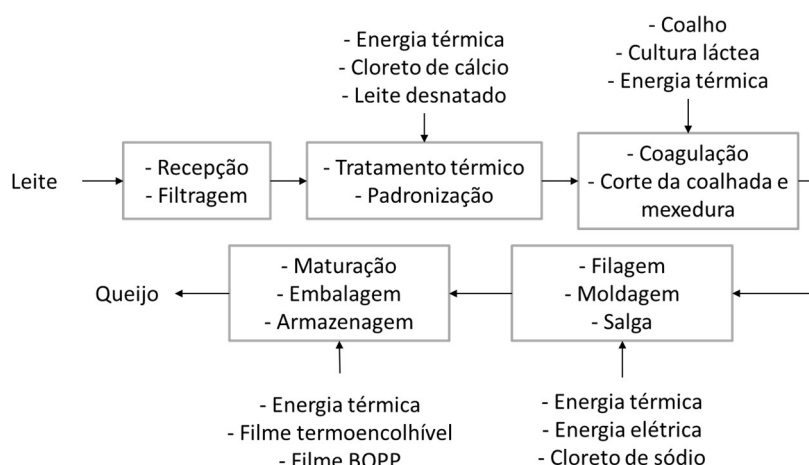 - Energia térmica
- Cloreto de cálcio
- Leite desnatado
- Coalho
- Cultura láctea
- Energia térmica
Leite
- Recepção
- Filtragem
- Tratamento térmico
- Padronização
- Coagulação
- Corte da coalhada e
mexedura
- Filagem
- Moldagem
- Salga
- Energia térmica
- Energia elétrica
- Cloreto de sódio
- Maturação
- Embalagem
- Armazenagem
- Energia térmica
- Filme termoencolhível
- Filme BOPP
Queijo